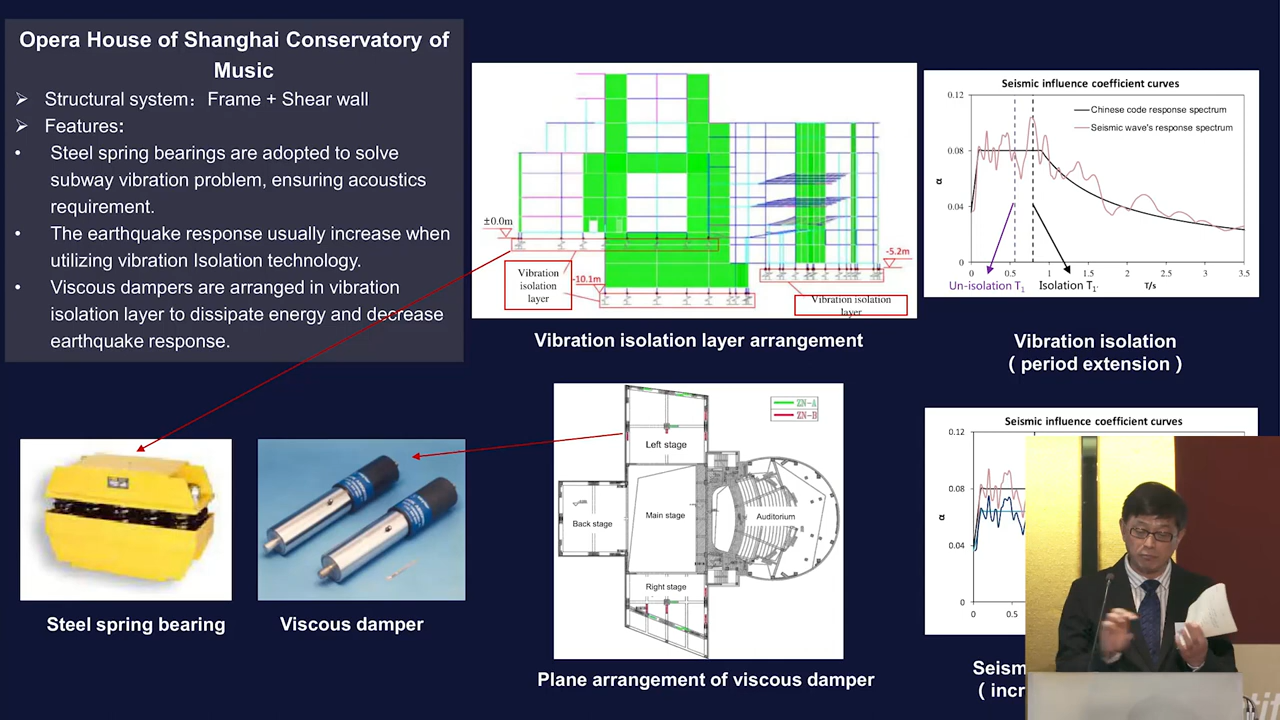 Opera House of Shanghai Conservatory of
Music
Structural system: Frame + Shear wall
Features:
Steel spring bearings are adopted to solve
subway vibration problem, ensuring acoustics
requirement.
The earthquake response usually increase when
utilizing vibration Isolation technology.
Viscous dampers are arranged in vibration
isolation layer to dissipate energy and decrease
earthquake response.
±0.0m
Vibration
isolation
layer
-10.1m
-5.2m
Vibration isolation
layer
Vibration isolation layer arrangement
Seismic influence coefficient curves
0.12
0.08
0.04
0
α
Chinese code response spectrum
Seismic wave's response spectrum
0 0.5 1 2 2.5 3 3.5
Un-isolation T1
Isolation T1'
T/s
Vibration isolation
( period extension )
Steel spring bearing
Viscous damper
ZN-A
ZN-B
Left stage
Back stage
Main stage
Auditorium
Right stage
Plane arrangement of viscous damper
Seismic influence coefficient curves
0.12
0.08
0.04
0
α
0 0.5
Seism
( incr